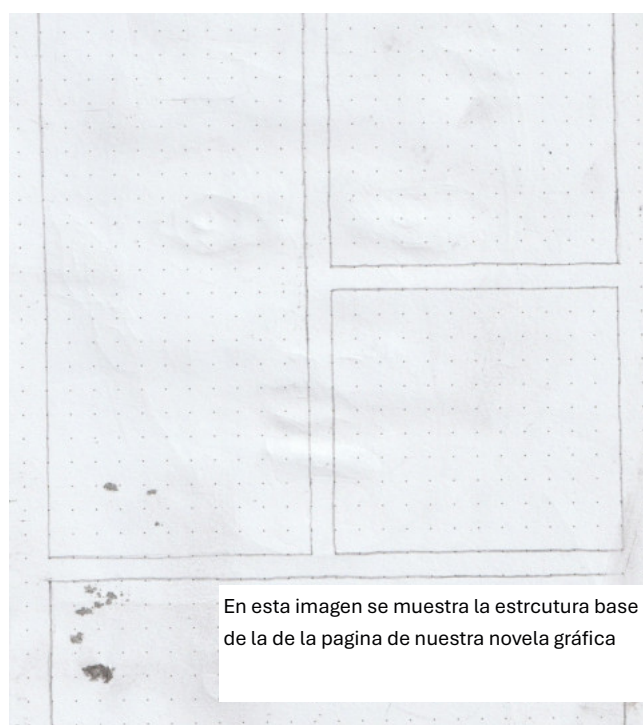 En esta imagen se muestra la estrcutura base
de la de la pagina de nuestra novela gráfica